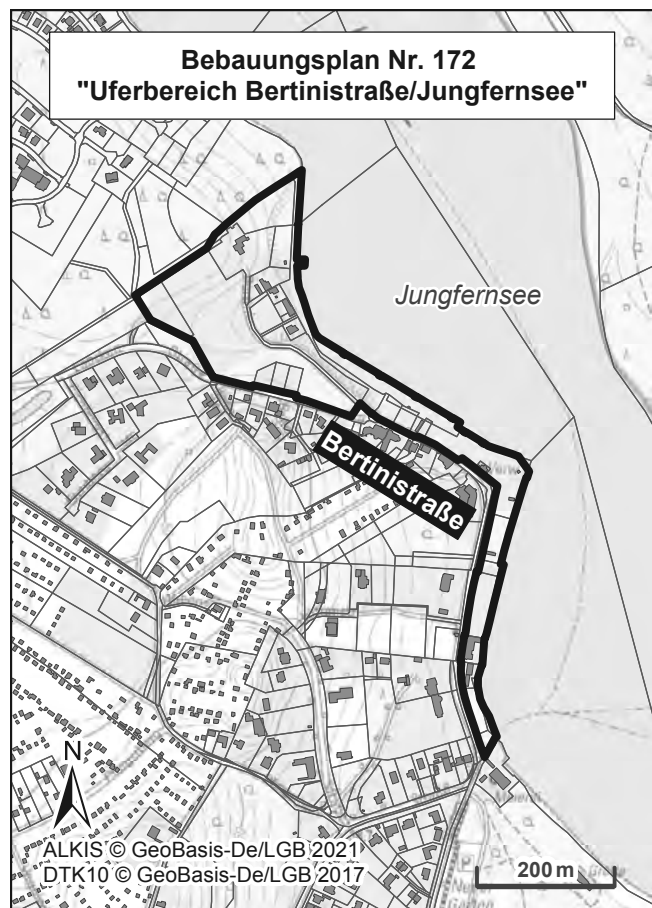 Bebauungsplan Nr. 172
"Uferbereich Bertinistraße/Jungfernsee"
Jungfernsee
Bertinistraße
N
ALKIS © GeoBasis-De/LGB 2021
DTK10 © GeoBasis-De/LGB 2017
200 m